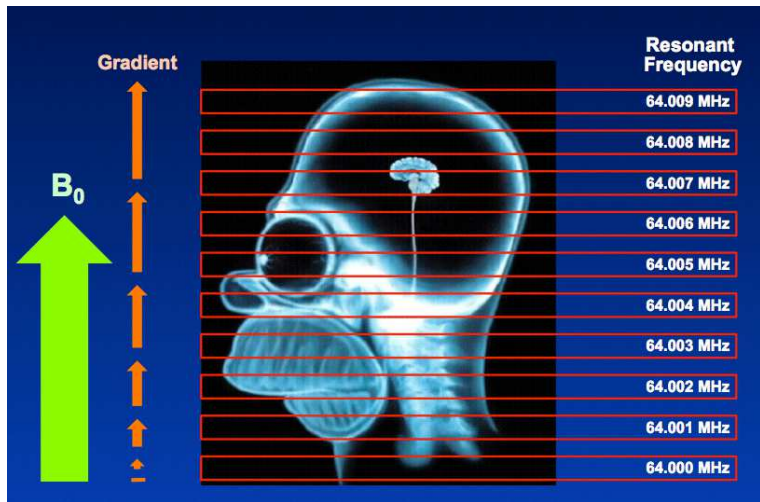 Resonant
Frequency
Gradient
64.009 MHz
64.008 MHz
B0
64.007 MHz
64.006 MHz
64.005 MHz
64.004 MHz
64.003 MHz
64.002 MHz
64.001 MHz
64.000 MHz